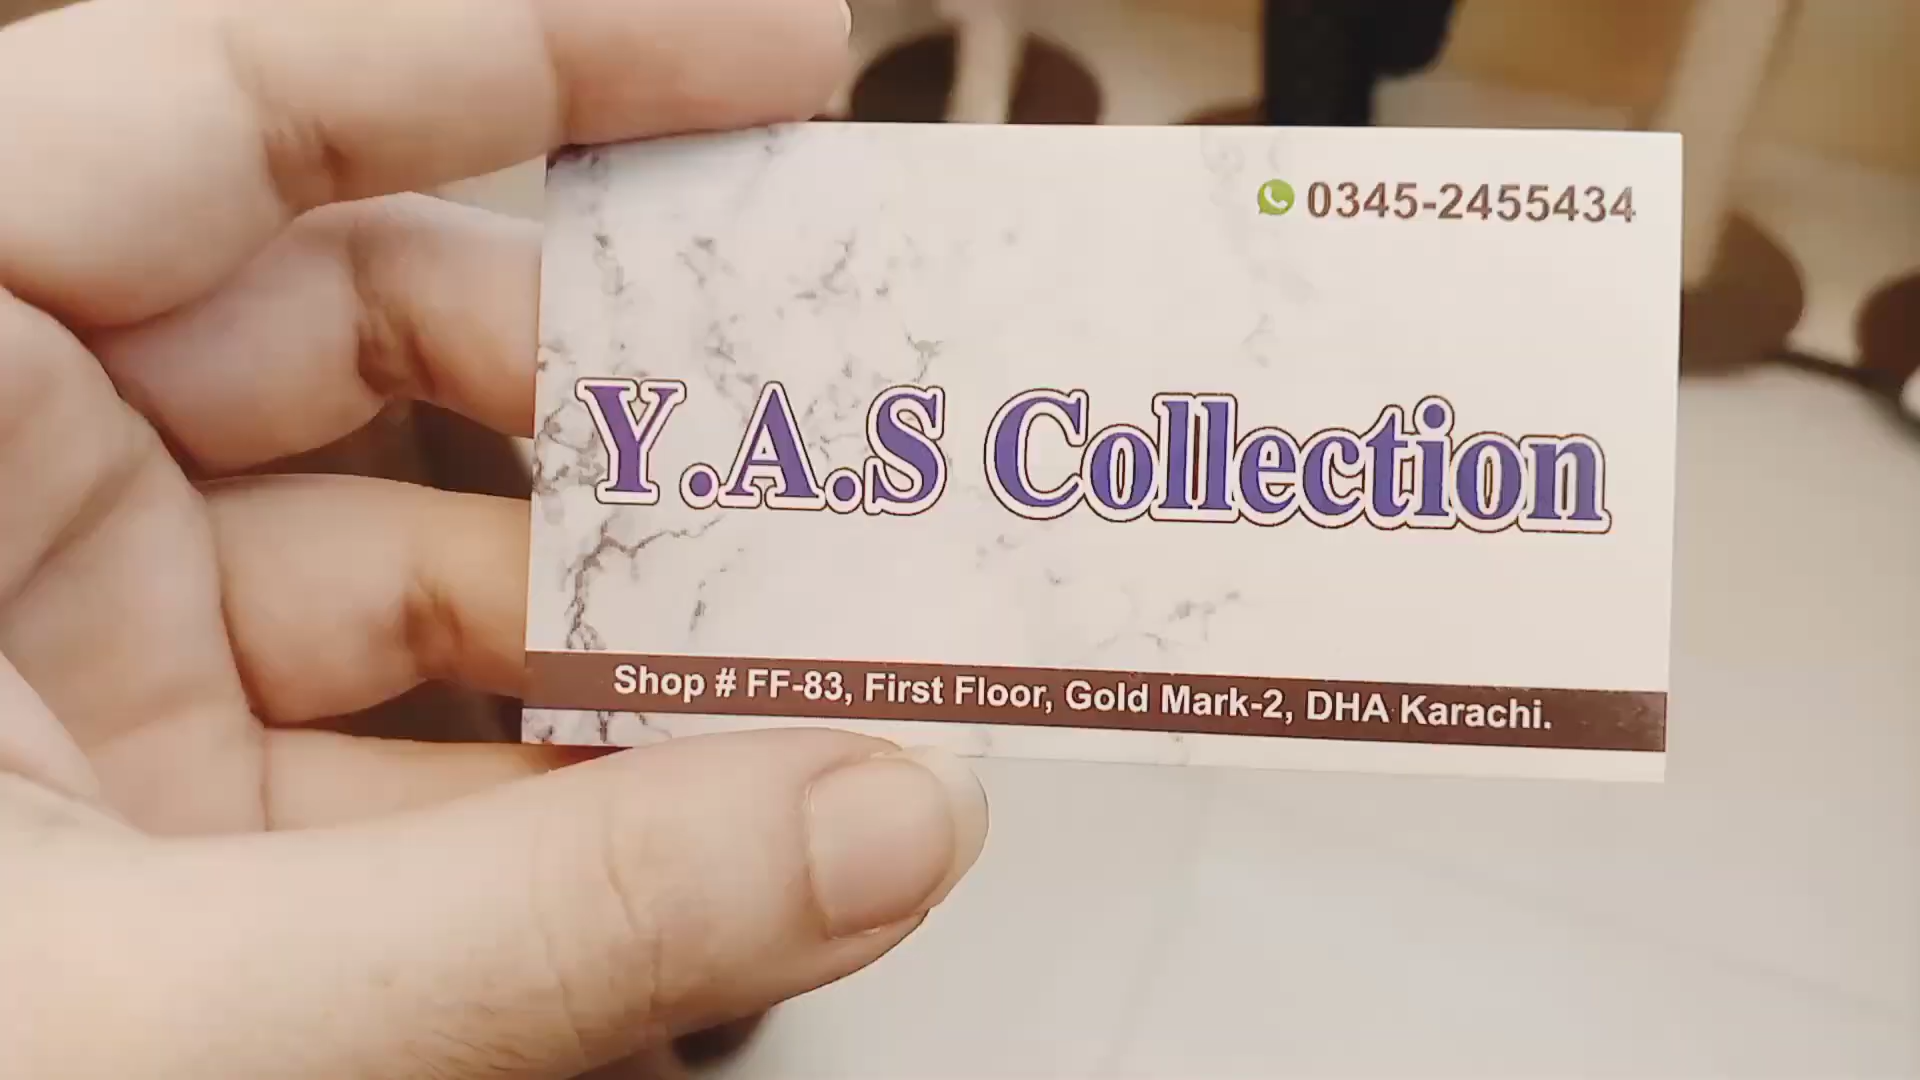 0345-2455434
Y.A.S Collection
Shop # FF-83, First Floor, Gold Mark-2, DHA Karachi.